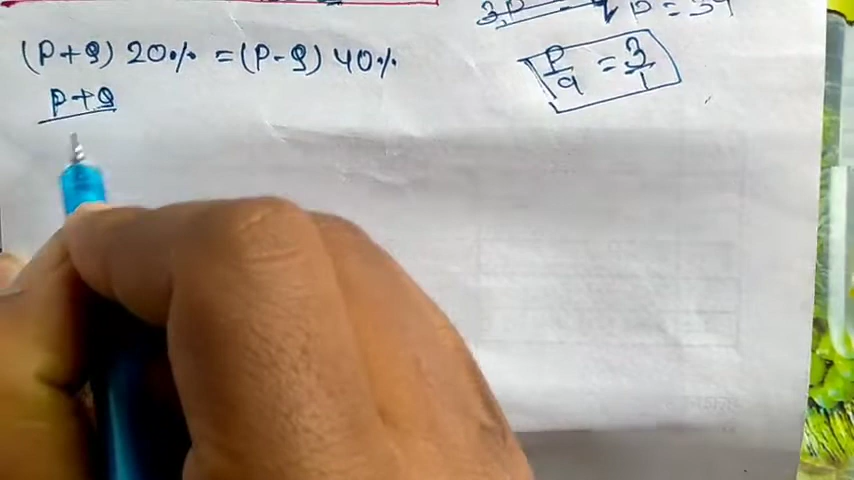 (P+Q) 20% = (P-Q) 40%
P+Q
P/q = 3/1